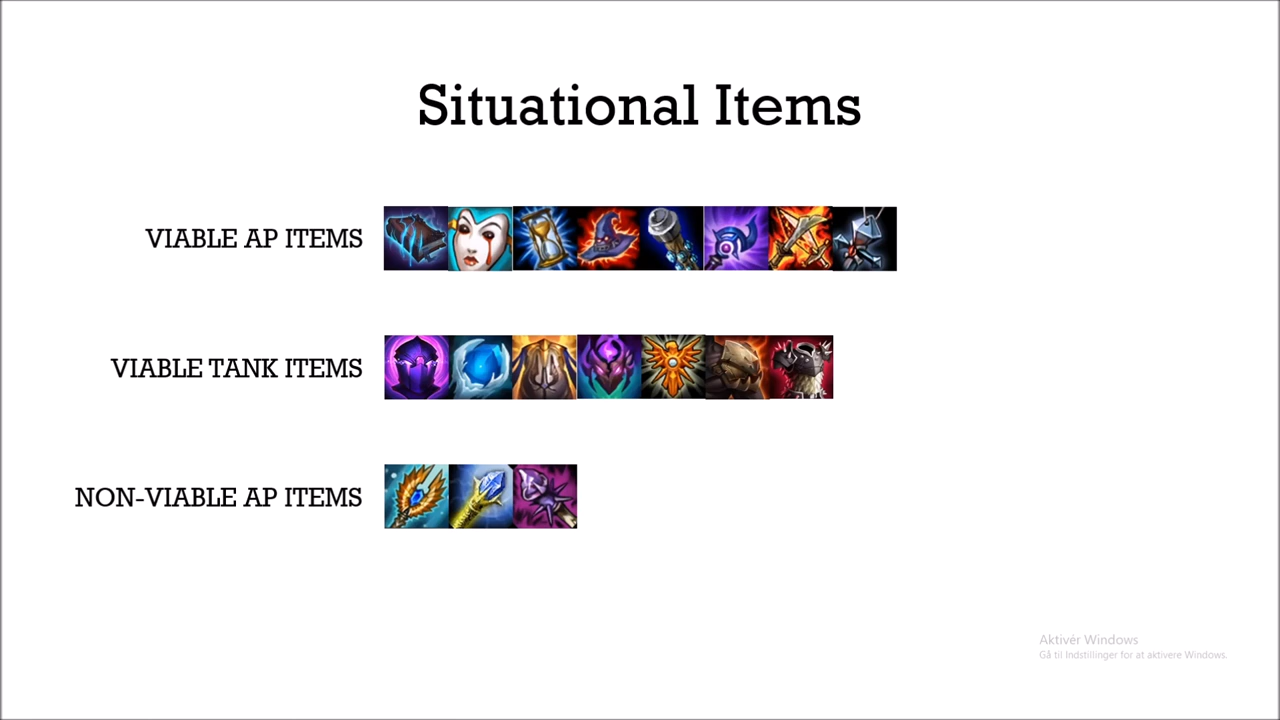 Situational Items
VIABLE AP ITEMS
VIABLE TANK ITEMS
NON-VIABLE AP ITEMS
Aktivér Windows
Gå til Indstillinger for at aktivere Windows.